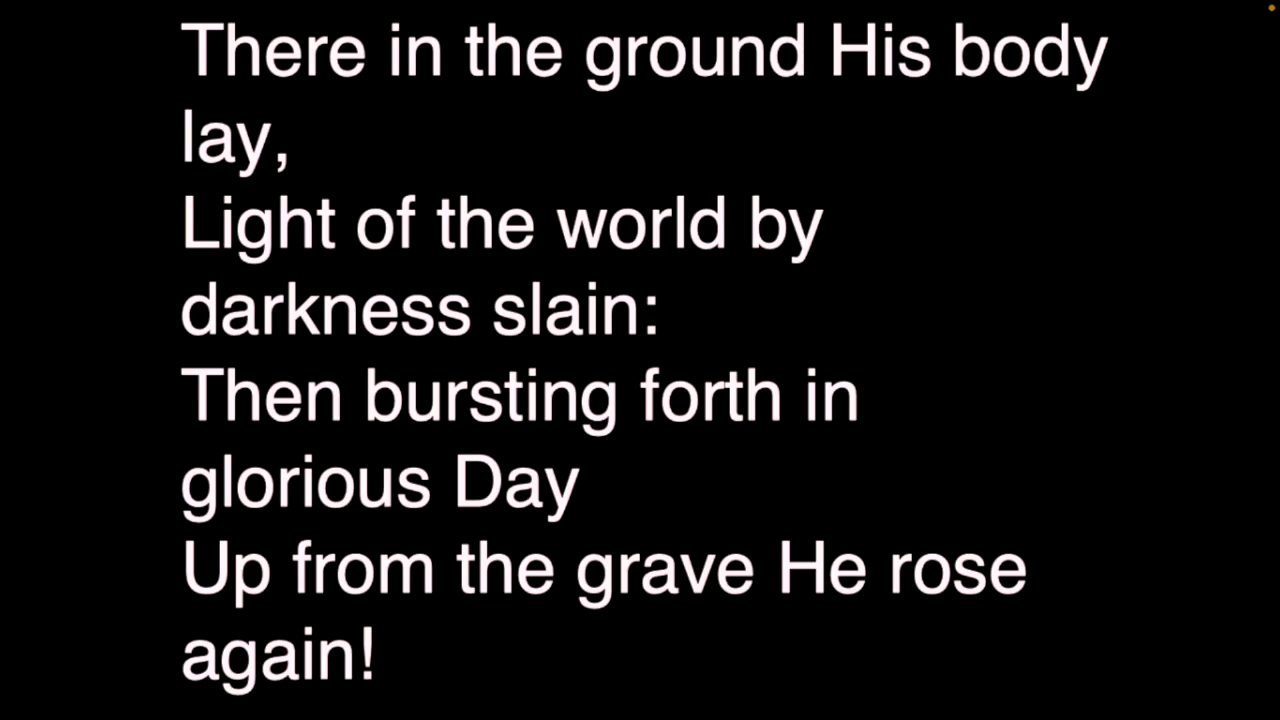 There in the ground His body
lay,
Light of the world by
darkness slain:
Then bursting forth in
glorious Day
Up from the grave He rose
again!